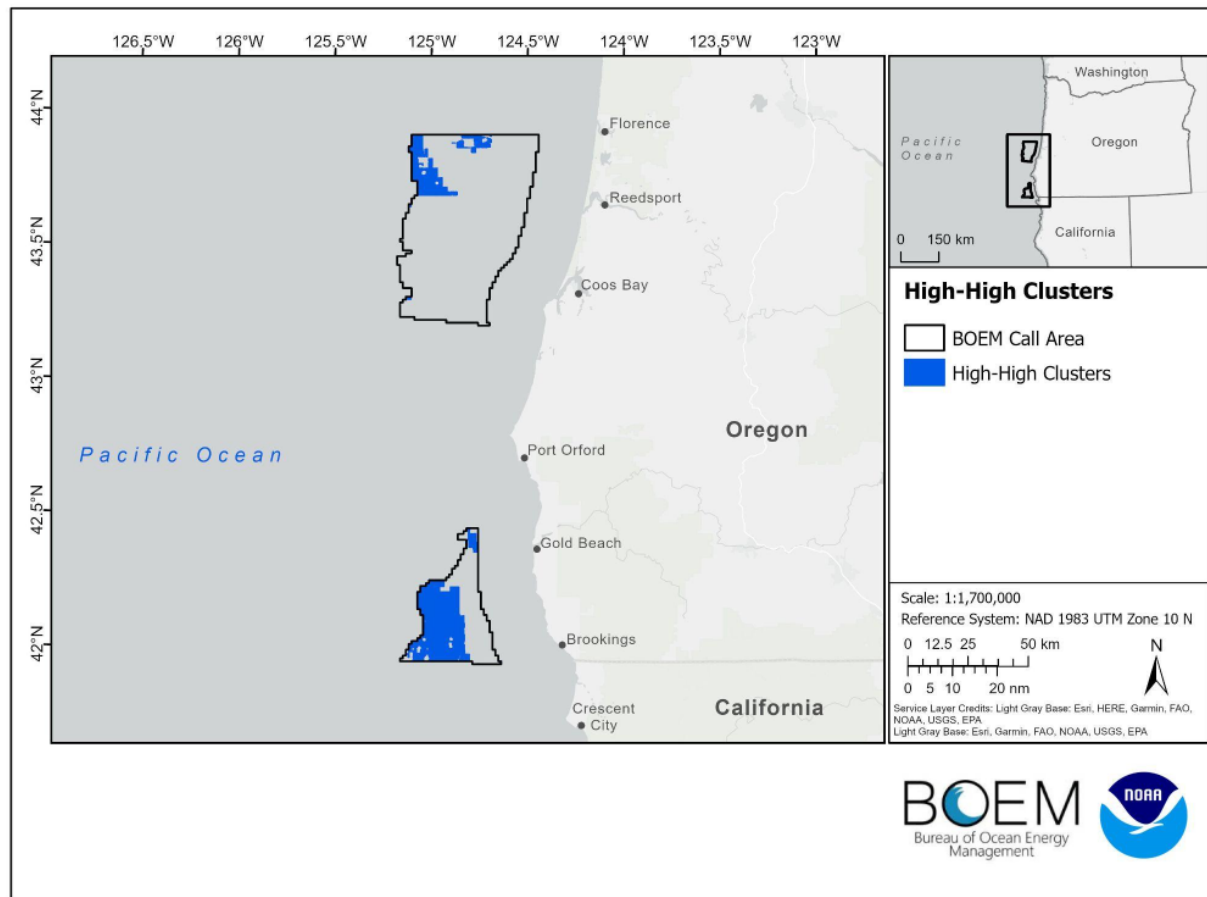 126.5°W 126°W 125.5°W 125°W 124.5°W 124°W 123.5°W 123°W
44°N
43.5°N
43°N
42.5°N
42°N
Florence
Reedsport
Coos Bay
Port Orford
Gold Beach
Brookings
Crescent
City
Oregon
California
Pacific Ocean
Washington
Pacific
Ocean
Oregon
California
0 150 km
High-High Clusters
BOEM Call Area
High-High Clusters
Scale: 1:1,700,000
Reference System: NAD 1983 UTM Zone 10 N
0 12.5 25 50 km
0 5 10 20 nm
N
Service Layer Credits: Light Gray Base: Esri, HERE, Garmin, FAO,
NOAA, USGS, EPA
Light Gray Base: Esri, Garmin, FAO, NOAA, USGS, EPA
BOEM
Bureau of Ocean Energy
Management
NOAA